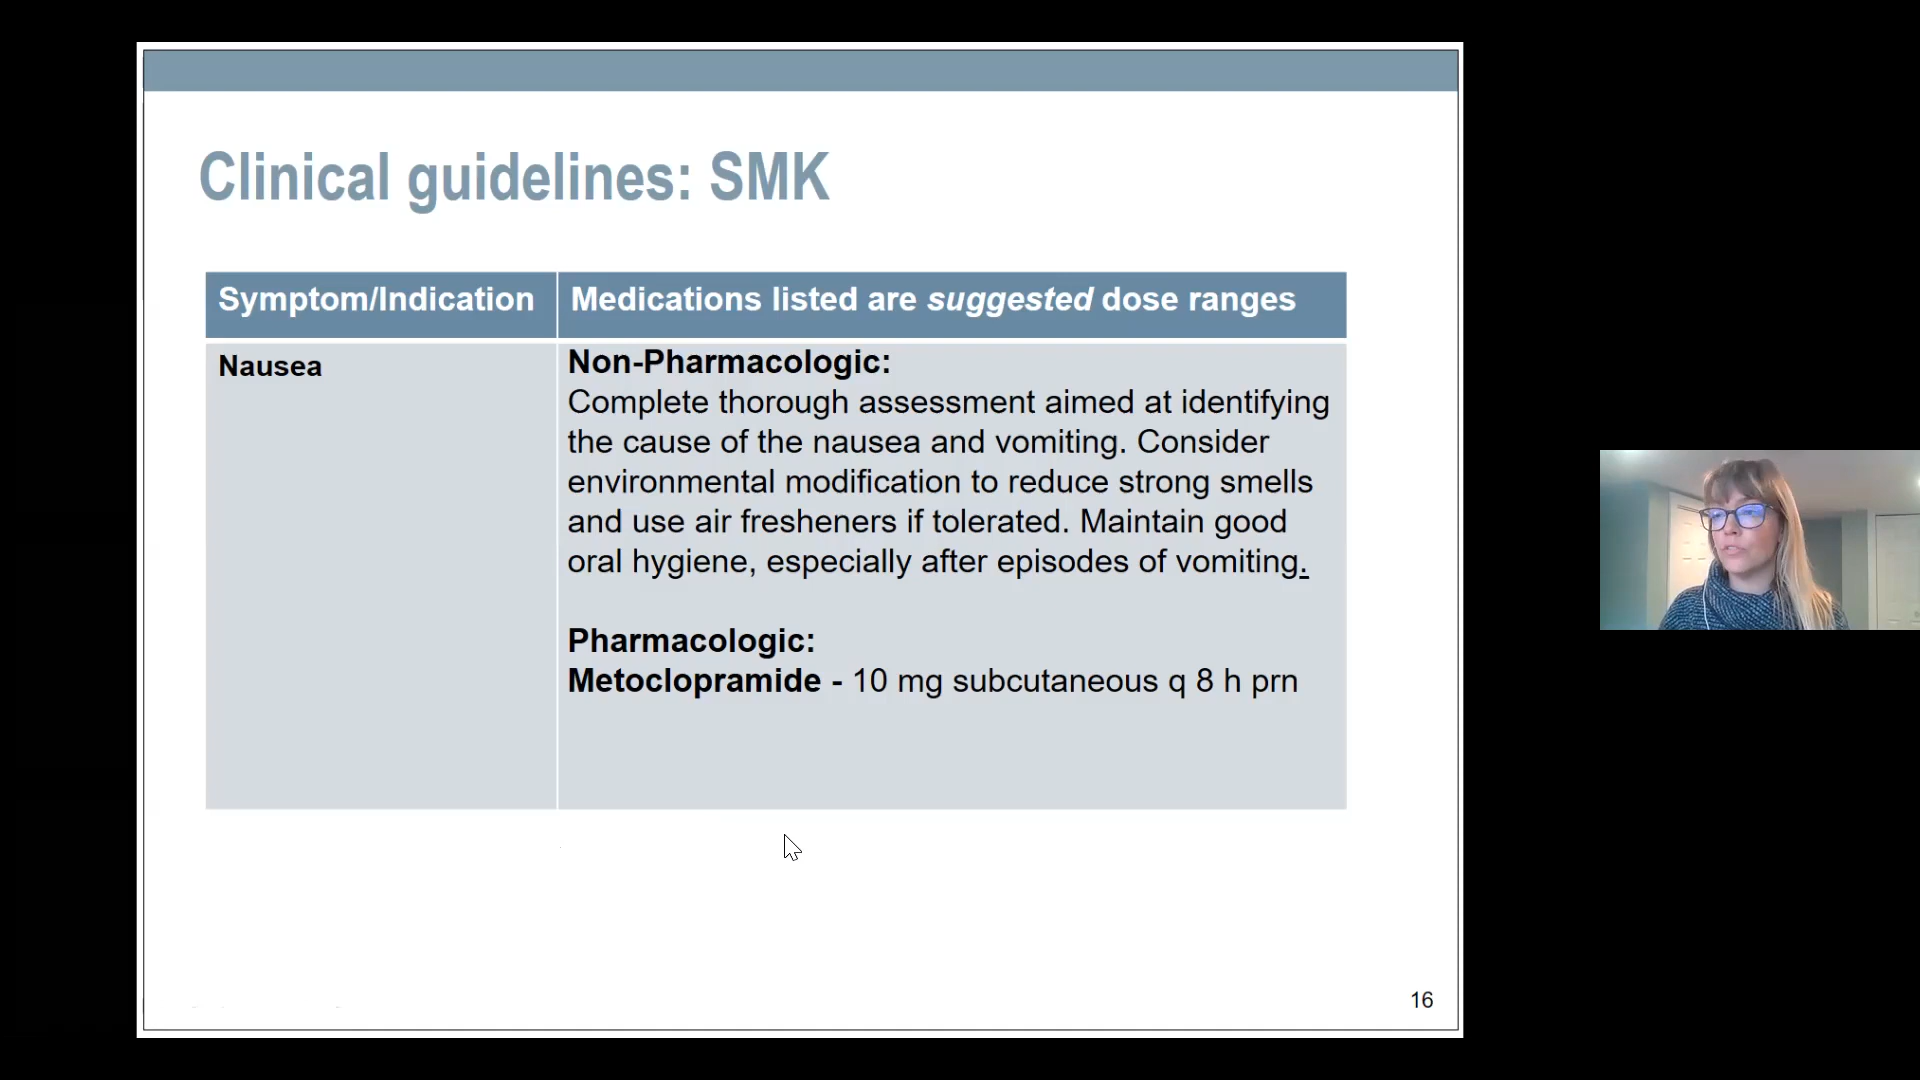 Clinical guidelines: SMK
Symptom/Indication
Medications listed are suggested dose ranges
Nausea
Non-Pharmacologic:
Complete thorough assessment aimed at identifying
the cause of the nausea and vomiting. Consider
environmental modification to reduce strong smells
and use air fresheners if tolerated. Maintain good
oral hygiene, especially after episodes of vomiting.
Pharmacologic:
Metoclopramide - 10 mg subcutaneous q 8 h prn
16